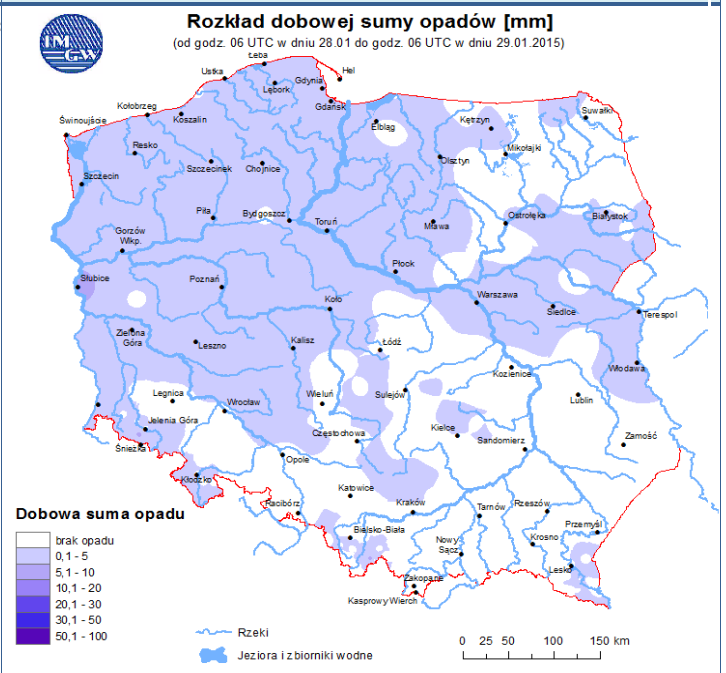 Rozkład dobowej sumy opadów [mm]
(od godz. 06 UTC w dniu 28.01 do godz. 06 UTC w dniu 29.01.2015)
IM
GW
Łeba
Ustka
Hel
Gdynia
Lębork
Gdańsk
Kołobrzeg
Koszalin
Świnoujście
Elbląg
Kętrzyn
Suwałki
Resko
Mikołajki
Olsztyn
Szczecinek
Chojnice
Szczecin
Piła
Bydgoszcz
Toruń
Mława
Ostrołęka
Białystok
Gorzów
Wlkp.
Płock
Słubice
Poznań
Koło
Warszawa
Siedlce
Terespol
Zielona
Góra
Leszno
Kalisz
Łódź
Kozienice
Włodawa
Legnica
Wrocław
Wieluń
Sulejów
Lublin
Jelenia Góra
Częstochowa
Kielce
Sandomierz
Zamość
Śnieżka
Opole
Kłodzko
Katowice
Racibórz
Kraków
Tarnów
Rzeszów
Bielsko-Biała
Przemyśl
Nowy
Sącz
Krosno
Lesko
Zakopane
Kasprowy Wierch
Dobowa suma opadu
brak opadu
0,1 - 5
5,1 - 10
10,1 - 20
20,1 - 30
30,1 - 50
50,1 - 100
Rzeki
Jeziora i zbiorniki wodne
0 25 50 100 150 km